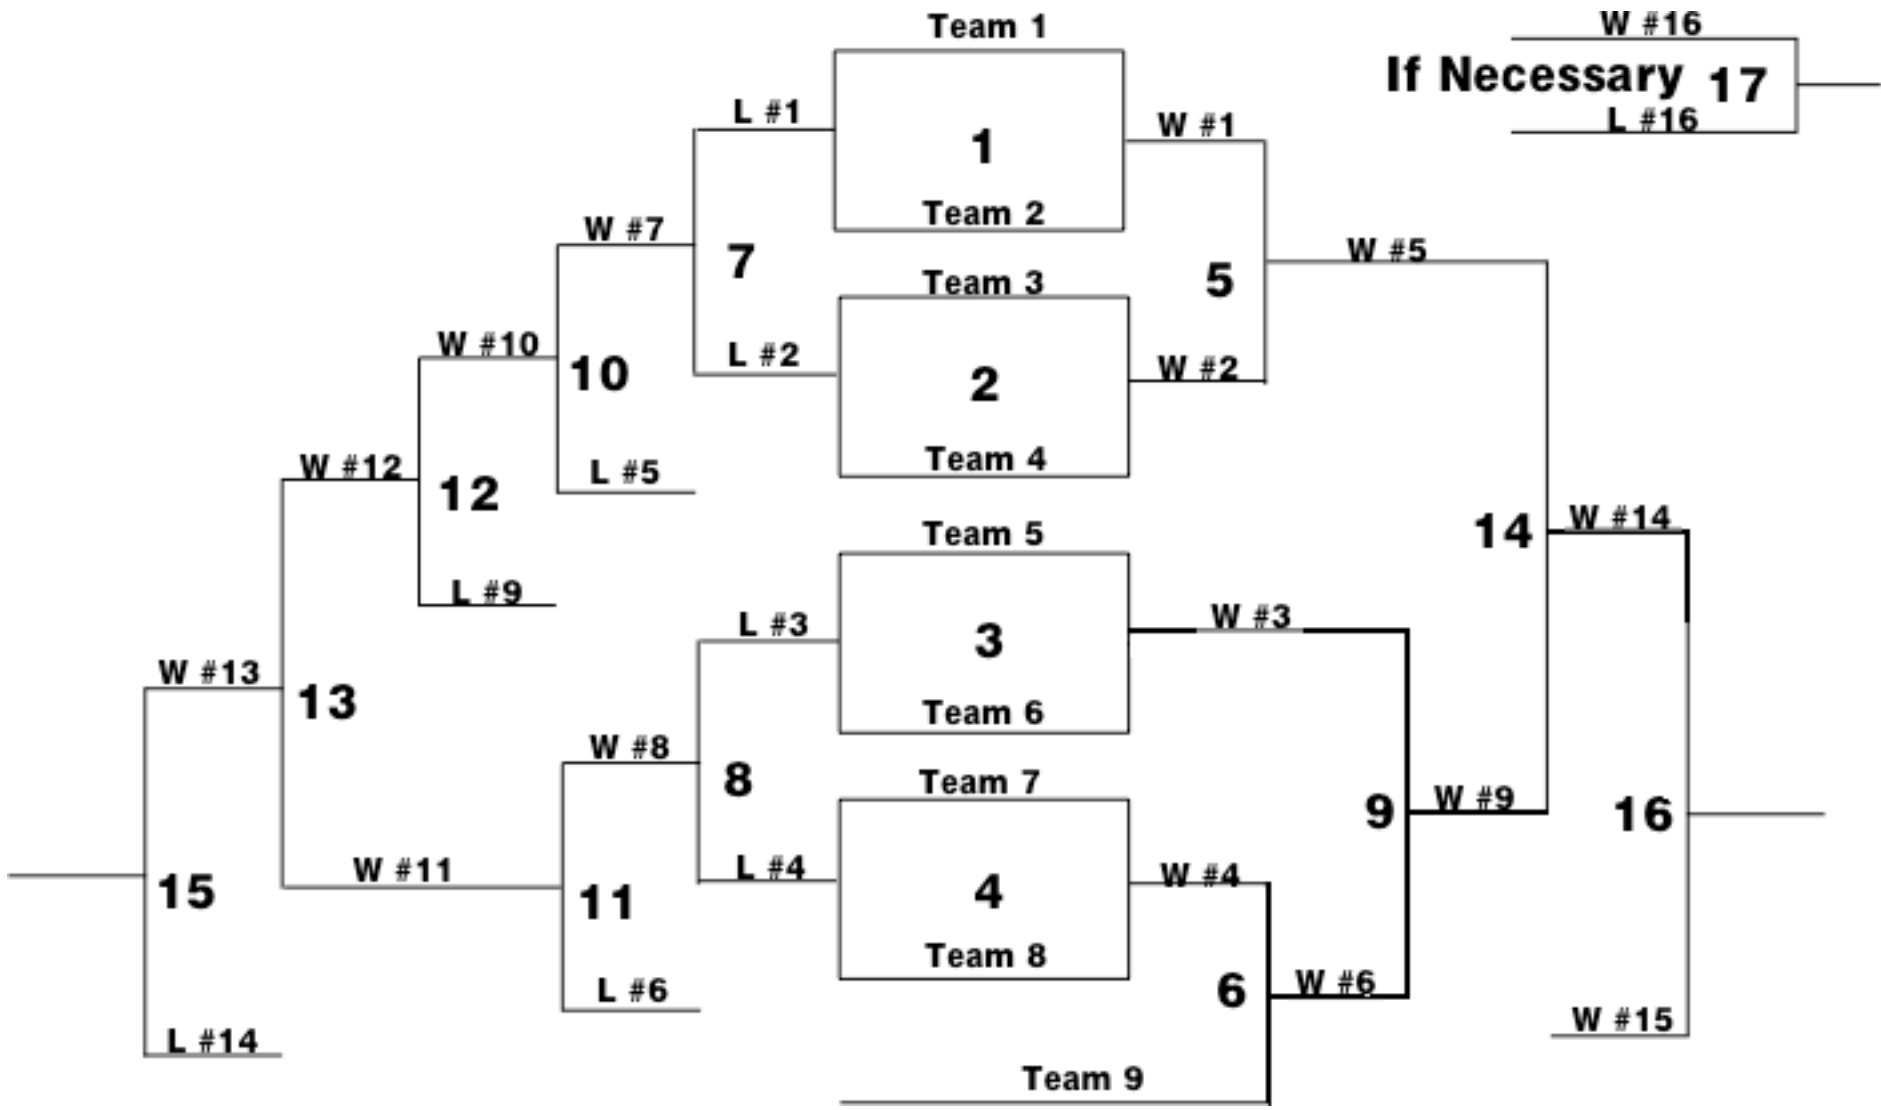 Team 1
W #16
If Necessary 17
L #16
L #1
1
W #1
Team 2
W #7
7
Team 3
5
W #5
W #10
10
L #2
2
W #2
Team 4
W #12
12
L #5
Team 5
14
W #14
L #9
L #3
3
W #3
W #13
13
Team 6
W #8
8
Team 7
9
W #9
16
W #11
15
11
L #4
4
W #4
Team 8
L #6
6
W #6
L #14
W #15
Team 9